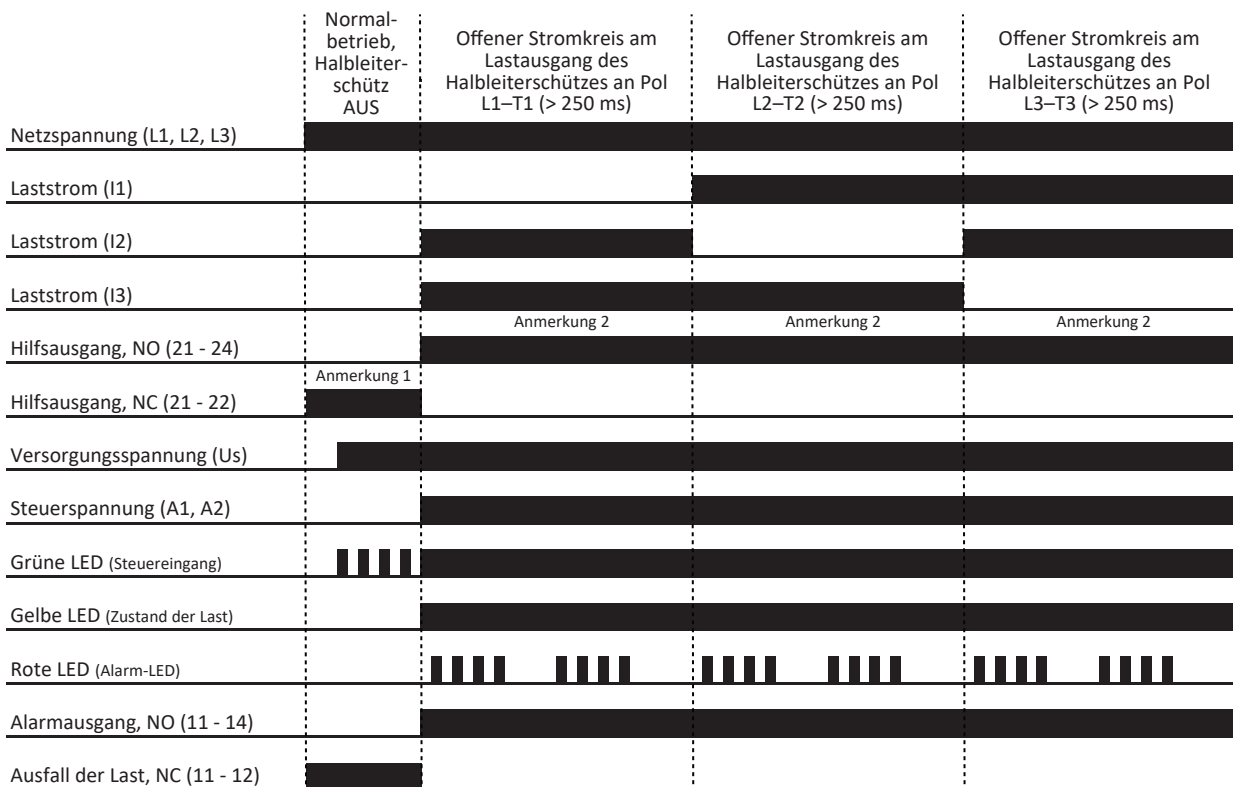 Normal-
betrieb,
Halbleiter-
schütz
AUS
Offener Stromkreis am
Lastausgang des
Halbleiterschützes an Pol
L1–T1 (> 250 ms)
Offener Stromkreis am
Lastausgang des
Halbleiterschützes an Pol
L2–T2 (> 250 ms)
Offener Stromkreis am
Lastausgang des
Halbleiterschützes an Pol
L3–T3 (> 250 ms)
Netzspannung (L1, L2, L3)
Laststrom (I1)
Laststrom (I2)
Laststrom (I3)
Anmerkung 2
Anmerkung 2
Anmerkung 2
Hilfsausgang, NO (21 - 24)
Anmerkung 1
Hilfsausgang, NC (21 - 22)
Versorgungsspannung (Us)
Steuerspannung (A1, A2)
Grüne LED (Steuereingang)
Gelbe LED (Zustand der Last)
Rote LED (Alarm-LED)
Alarmausgang, NO (11 - 14)
Ausfall der Last, NC (11 - 12)